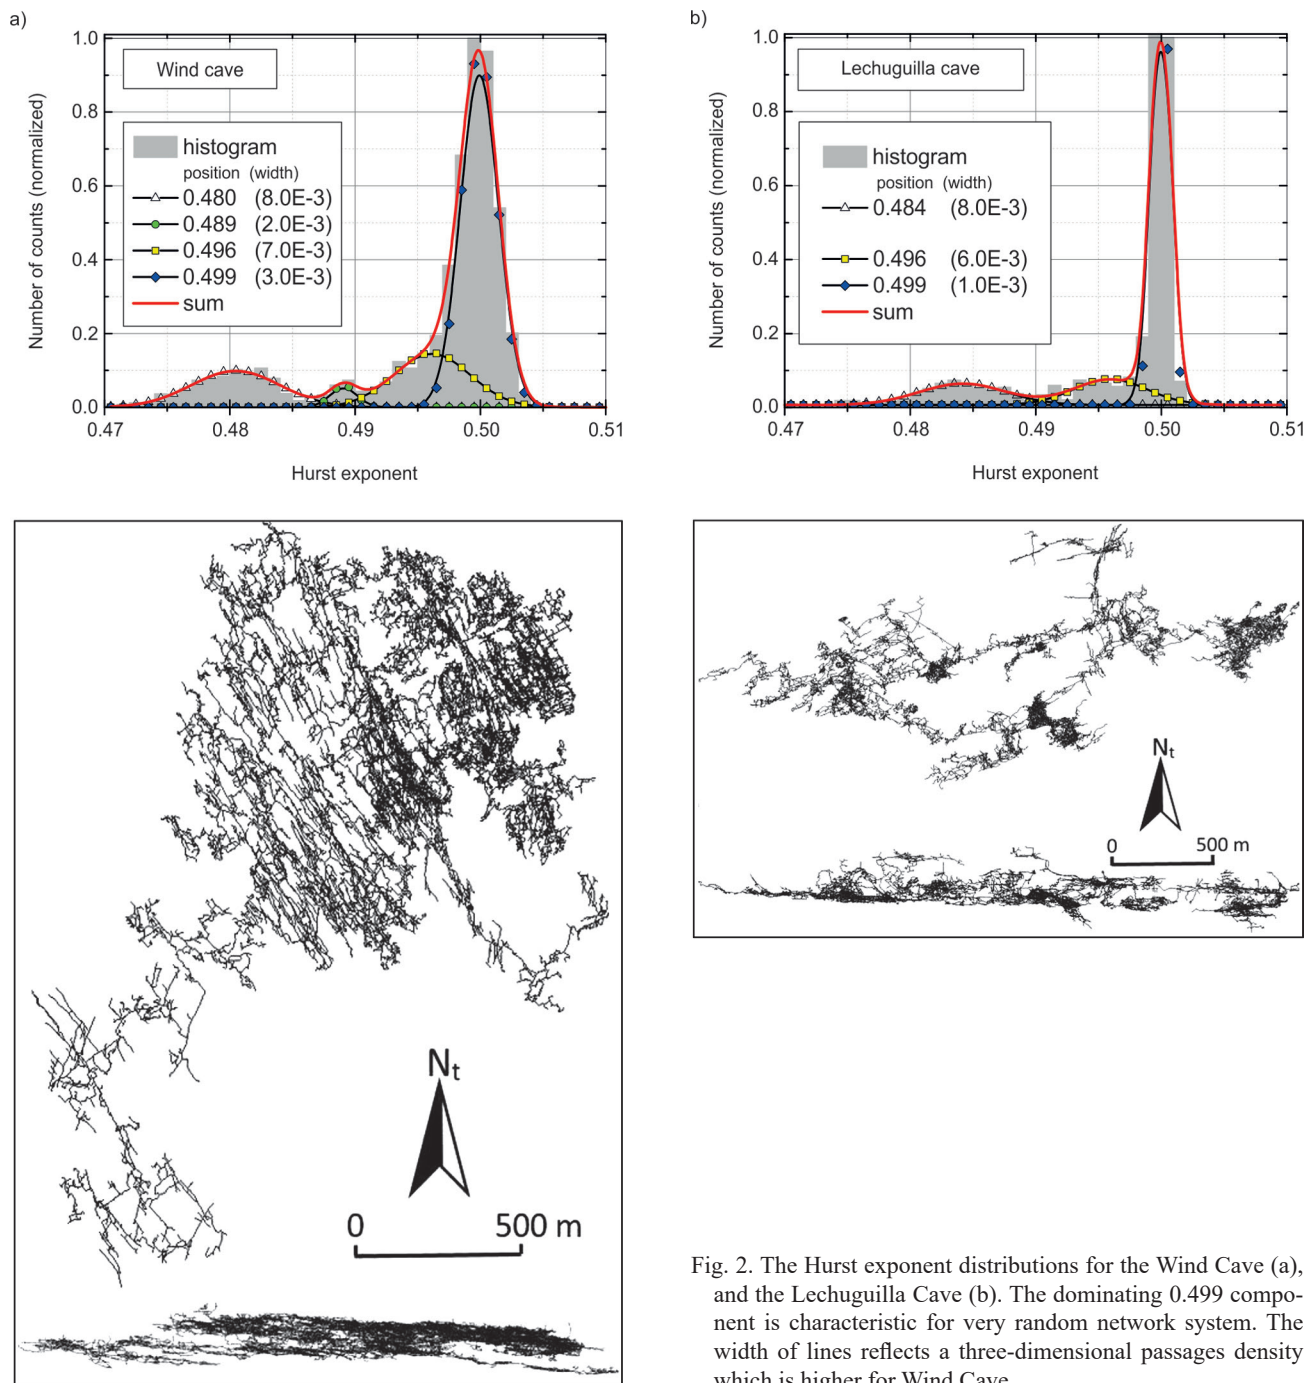 a)
Wind cave
histogram
position (width)
0.480 (8.0E-3)
0.489 (2.0E-3)
0.496 (7.0E-3)
0.499 (3.0E-3)
sum
Number of counts (normalized)
1.0
0.8
0.6
0.4
0.2
0.0
0.47 0.48 0.49 0.50 0.51
Hurst exponent
Nt
0 500 m
b)
Lechuguilla cave
histogram
position (width)
0.484 (8.0E-3)
0.496 (6.0E-3)
0.499 (1.0E-3)
sum
Number of counts (normalized)
1.0
0.8
0.6
0.4
0.2
0.0
0.47 0.48 0.49 0.50 0.51
Hurst exponent
Nt
0 500 m
Fig. 2. The Hurst exponent distributions for the Wind Cave (a),
and the Lechuguilla Cave (b). The dominating 0.499 compo-
nent is characteristic for very random network system. The
width of lines reflects a three-dimensional passages density
which is higher for Wind Cave